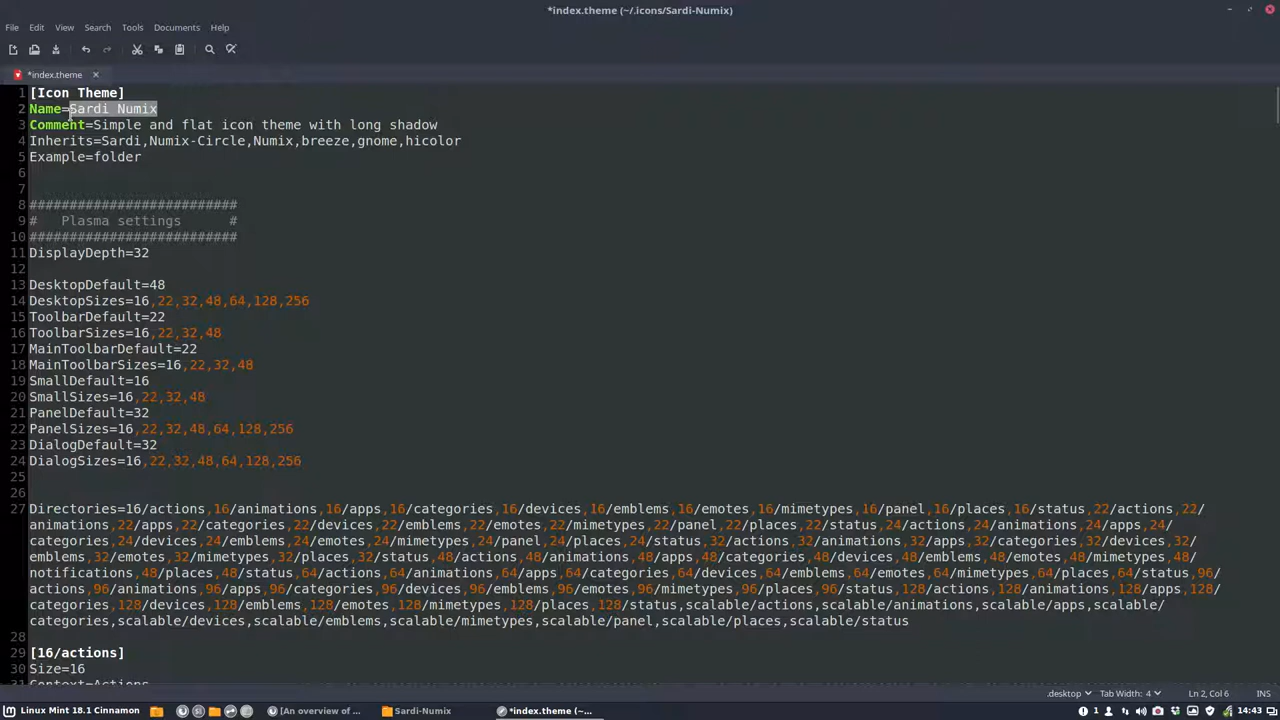 *index.theme (~/.icons/Sardi-Numix)
File Edit View Search Tools Documents Help
*index.theme
1 [Icon Theme]
2 Name=Sardi Numix
3 Comment=Simple and flat icon theme with long shadow
4 Inherits=Sardi,Numix-Circle,Numix,breeze,gnome,hicolor
5 Example=folder
6
7
8 ##########################
9 #   Plasma settings      #
10 ##########################
11 DisplayDepth=32
12
13 DesktopDefault=48
14 DesktopSizes=16,22,32,48,64,128,256
15 ToolbarDefault=22
16 ToolbarSizes=16,22,32,48
17 MainToolbarDefault=22
18 MainToolbarSizes=16,22,32,48
19 SmallDefault=16
20 SmallSizes=16,22,32,48
21 PanelDefault=32
22 PanelSizes=16,22,32,48,64,128,256
23 DialogDefault=32
24 DialogSizes=16,22,32,48,64,128,256
25
26
27 Directories=16/actions,16/animations,16/apps,16/categories,16/devices,16/emblems,16/emotes,16/mimetypes,16/panel,16/places,16/status,22/actions,22/
animations,22/apps,22/categories,22/devices,22/emblems,22/emotes,22/mimetypes,22/panel,22/places,22/status,24/actions,24/animations,24/apps,24/
categories,24/devices,24/emblems,24/emotes,24/mimetypes,24/panel,24/places,24/status,32/actions,32/animations,32/apps,32/categories,32/devices,32/
emblems,32/emotes,32/mimetypes,32/places,32/status,48/actions,48/animations,48/apps,48/categories,48/devices,48/emblems,48/emotes,48/mimetypes,48/
notifications,48/places,48/status,64/actions,64/animations,64/apps,64/categories,64/devices,64/emblems,64/emotes,64/mimetypes,64/places,64/status,96/
actions,96/animations,96/apps,96/categories,96/devices,96/emblems,96/emotes,96/mimetypes,96/places,96/status,128/actions,128/animations,128/apps,128/
categories,128/devices,128/emblems,128/emotes,128/mimetypes,128/places,128/status,scalable/actions,scalable/animations,scalable/apps,scalable/
categories,scalable/devices,scalable/emblems,scalable/mimetypes,scalable/panel,scalable/places,scalable/status
28
29 [16/actions]
30 Size=16
31 Context=Actions
.desktop Tab Width: 4 Ln 2, Col 6 INS
Linux Mint 18.1 Cinnamon [An overview of ... Sardi-Numix *index.theme (~... 1 14:43